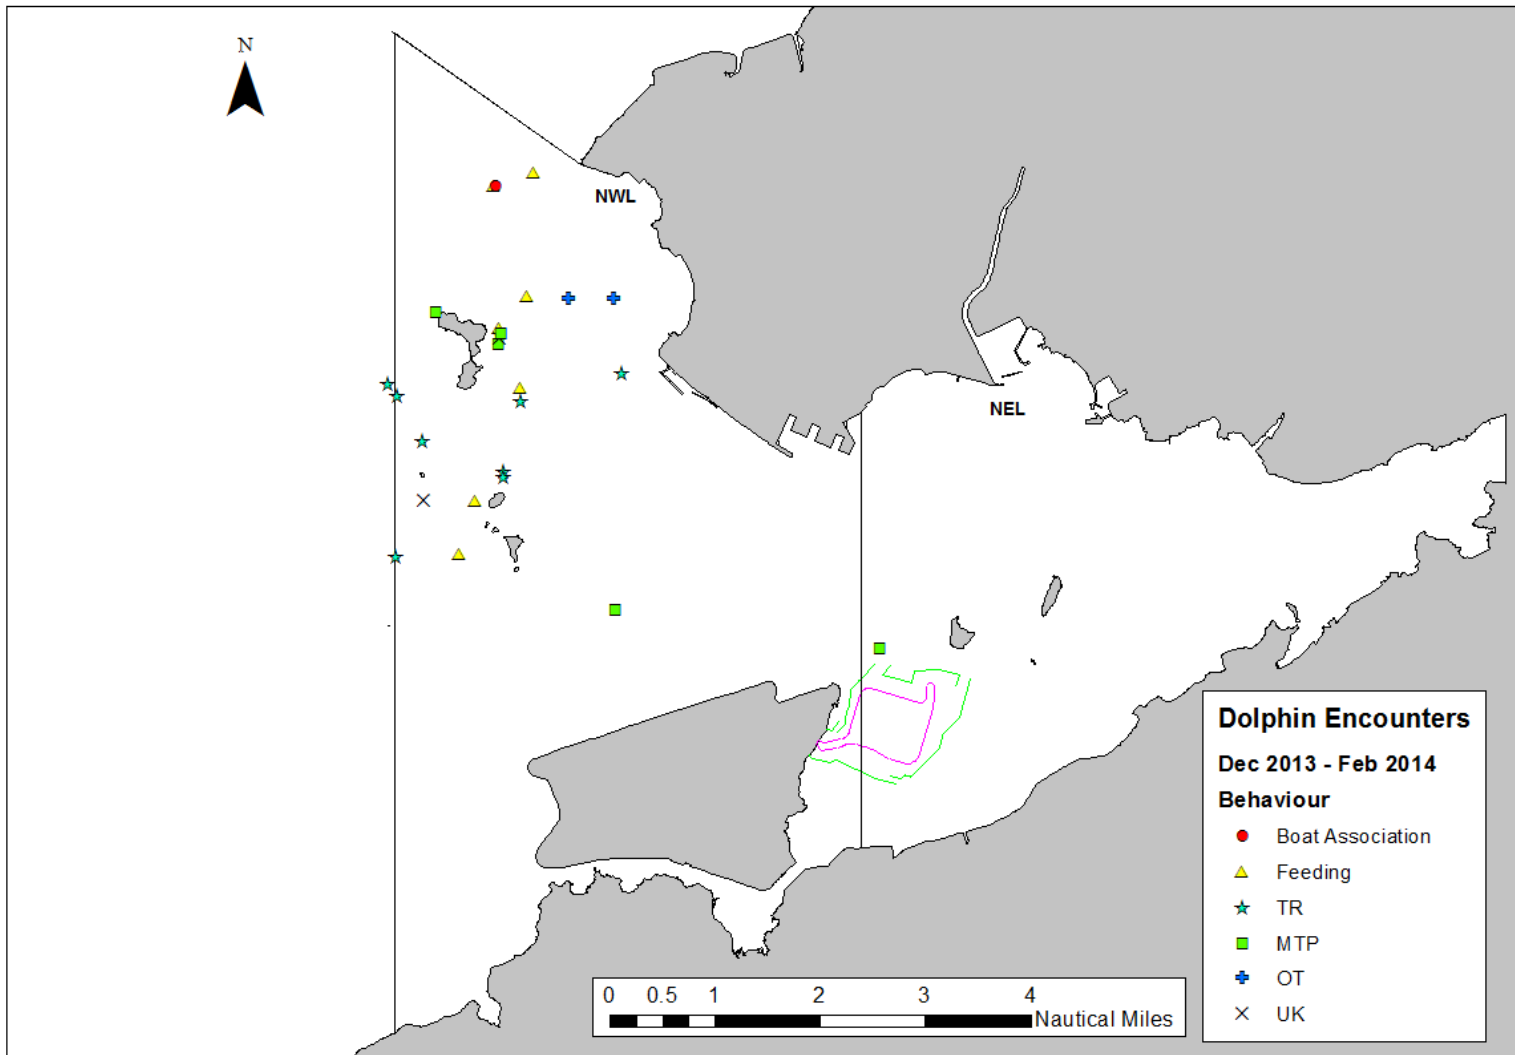 N
NWL
NEL
Dolphin Encounters
Dec 2013 - Feb 2014
Behaviour
Boat Association
Feeding
TR
MTP
OT
UK
0 0.5 1 2 3 4
Nautical Miles